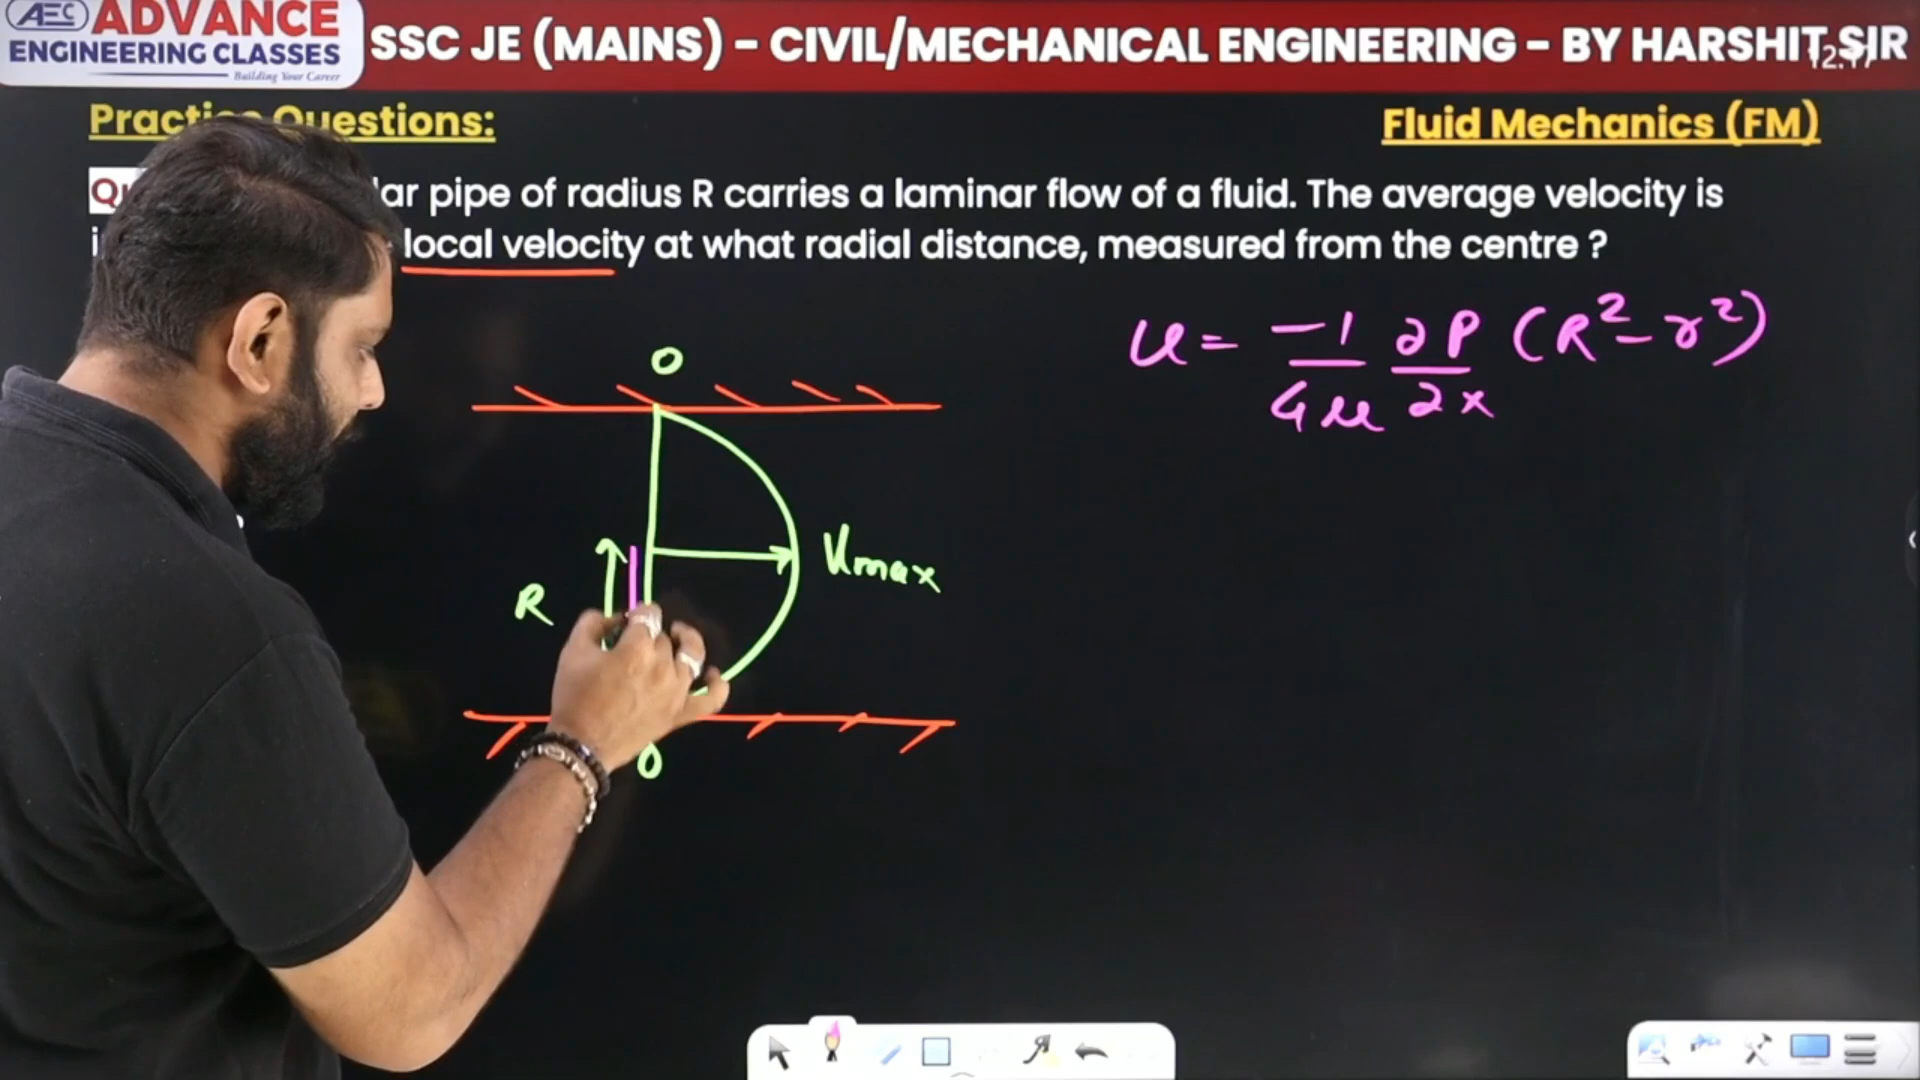 AEC ADVANCE
ENGINEERING CLASSES
Building Your Career
SSC JE (MAINS) - CIVIL/MECHANICAL ENGINEERING - BY HARSHIT SIR
Practice Questions:
Fluid Mechanics (FM)
lar pipe of radius R carries a laminar flow of a fluid. The average velocity is
local velocity at what radial distance, measured from the centre ?
U = -1/4μ ∂P/∂x (R² - r²)
0
Umax
R
0